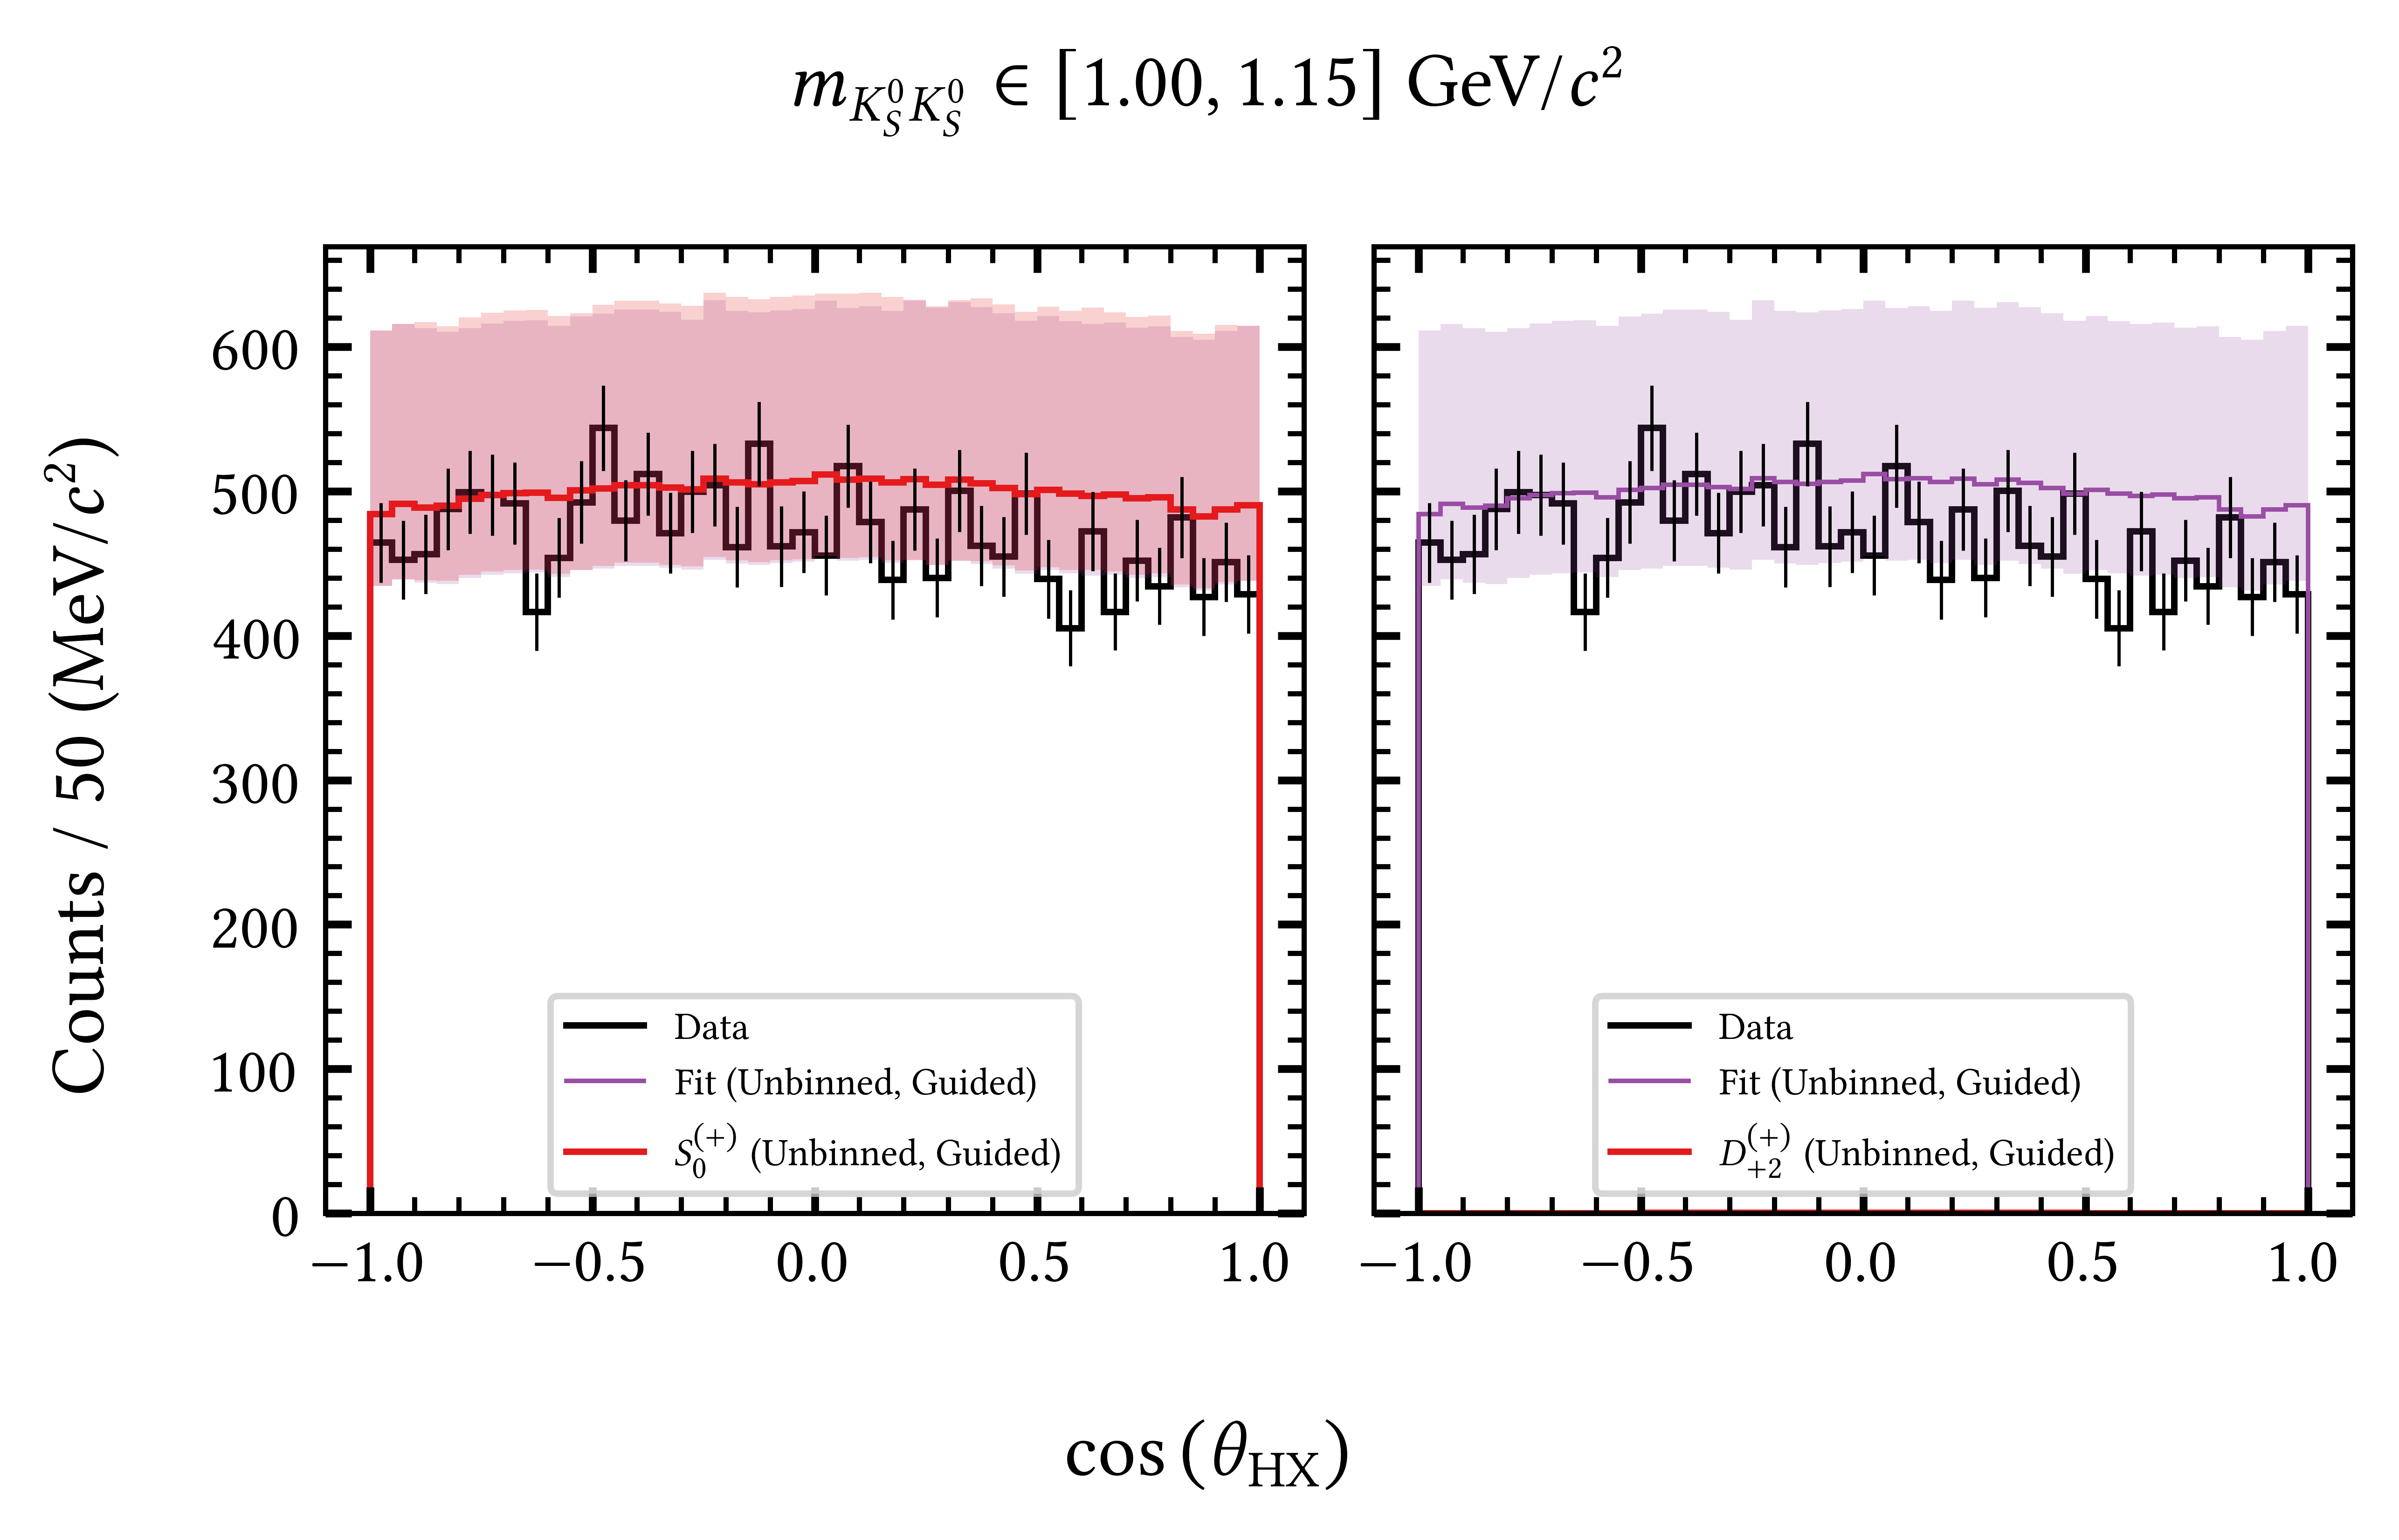 m_{K_S^0 K_S^0} ∈ [1.00, 1.15] GeV/c²
Counts / 50 (MeV/c²)
600
500
400
300
200
100
0
Data
Fit (Unbinned, Guided)
S_0^{(+)} (Unbinned, Guided)
−1.0 −0.5 0.0 0.5 1.0
Data
Fit (Unbinned, Guided)
D_{+2}^{(+)} (Unbinned, Guided)
−1.0 −0.5 0.0 0.5 1.0
cos (θ_{HX})